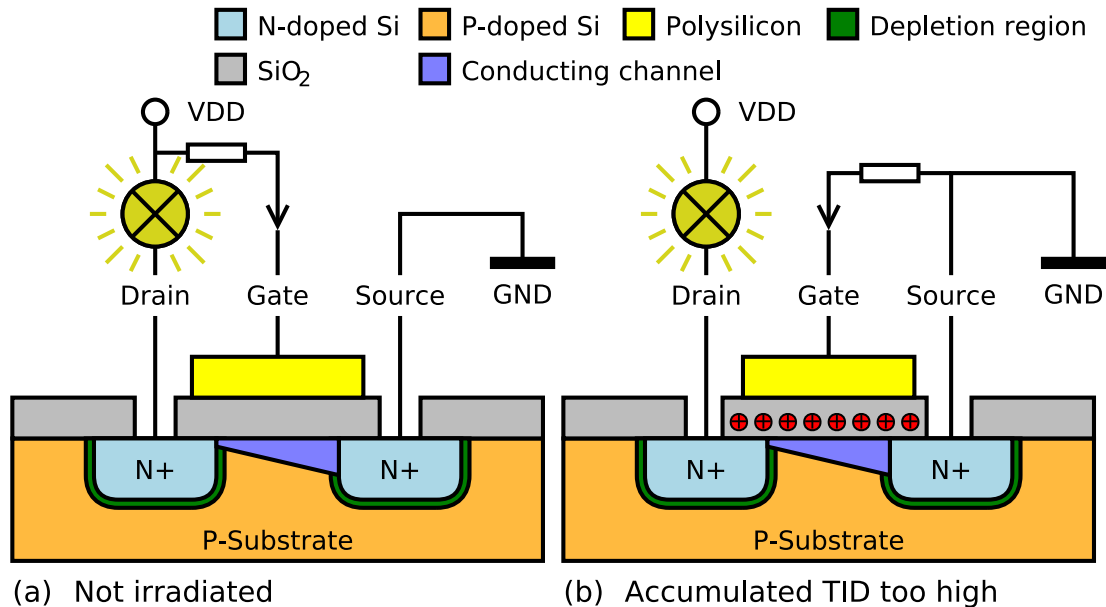 N-doped Si P-doped Si Polysilicon Depletion region
SiO2 Conducting channel
VDD VDD
Drain Gate Source GND Drain Gate Source GND
N+ N+ N+ N+
P-Substrate P-Substrate
(a) Not irradiated (b) Accumulated TID too high